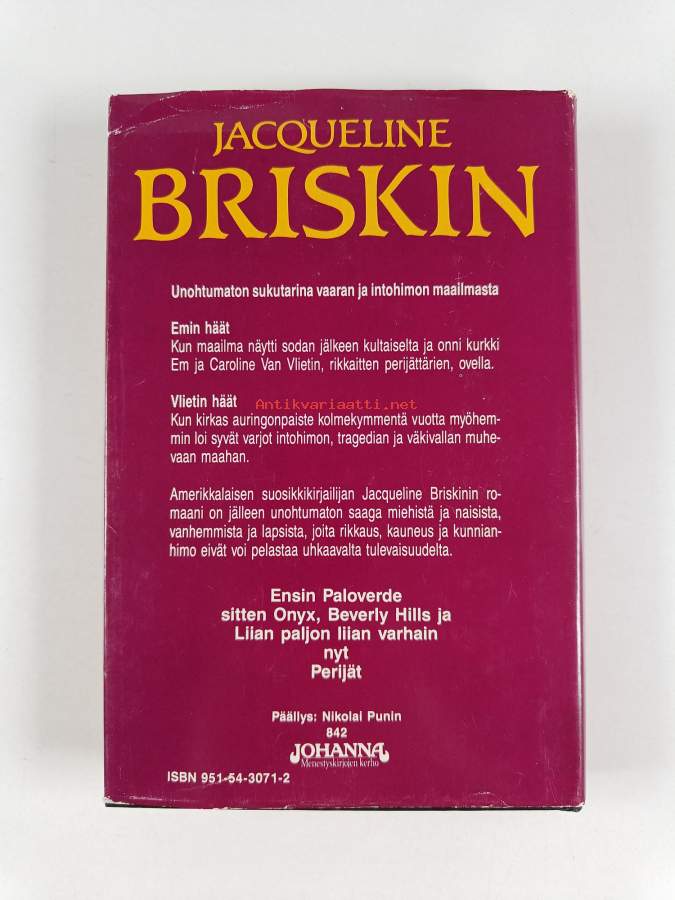 JACQUELINE
BRISKIN
Unohtumaton sukutarina vaaran ja intohimon maailmasta
Emin häät
Kun maailma näytti sodan jälkeen kultaiselta ja onni kurkki
Em ja Caroline Van Vlietin, rikkaitten perijättärien, ovella.
Vlietin häät
Antikvariaatti.net
Kun kirkas auringonpaiste kolmekymmentä vuotta myöhem-
min loi syvät varjot intohimon, tragedian ja väkivallan muhe-
vaan maahan.
Amerikkalaisen suosikkikirjailijan Jacqueline Briskinin ro-
maani on jälleen unohtumaton saaga miehistä ja naisista,
vanhemmista ja lapsista, joita rikkaus, kauneus ja kunnian-
himo eivät voi pelastaa uhkaavalta tulevaisuudelta.
Ensin Paloverde
sitten Onyx, Beverly Hills ja
Liian paljon liian varhain
nyt
Perijät
Päällys: Nikolai Punin
842
JOHANNA
Menestyskirjojen kerho
ISBN 951-54-3071-2